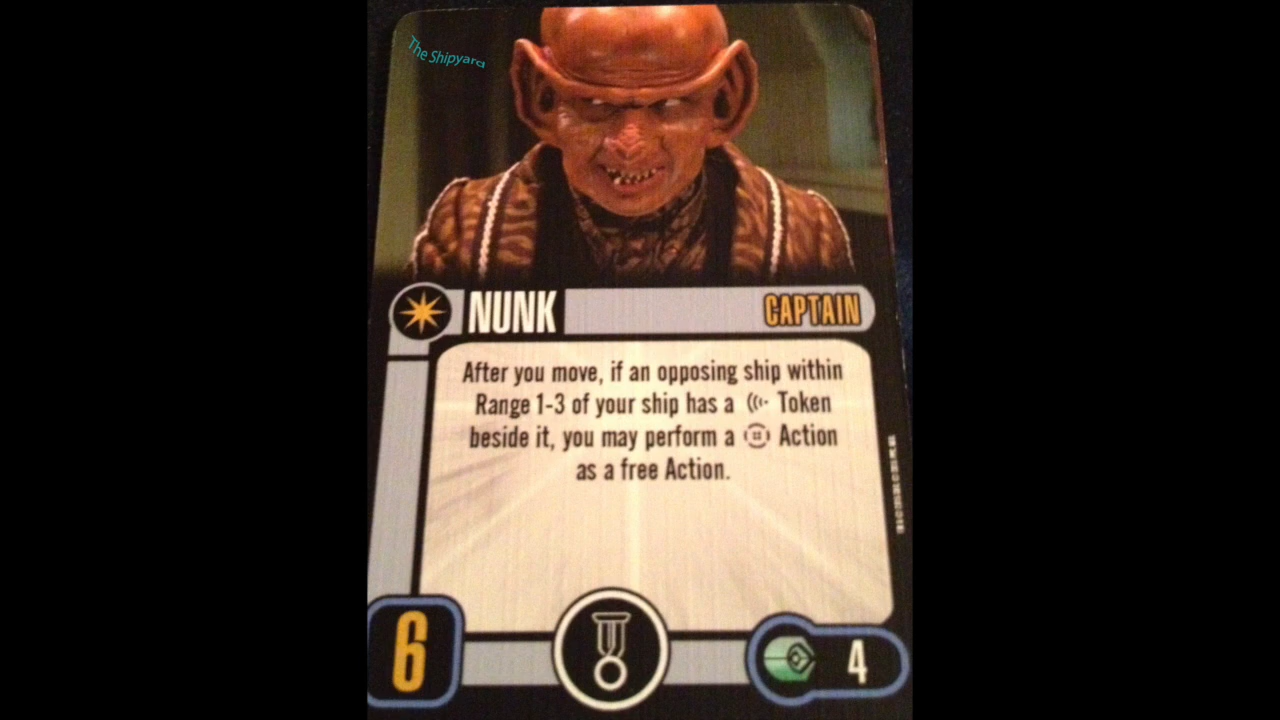 The Shipyard
NUNK
CAPTAIN
After you move, if an opposing ship within
Range 1-3 of your ship has a Token
beside it, you may perform a Action
as a free Action.
6
4